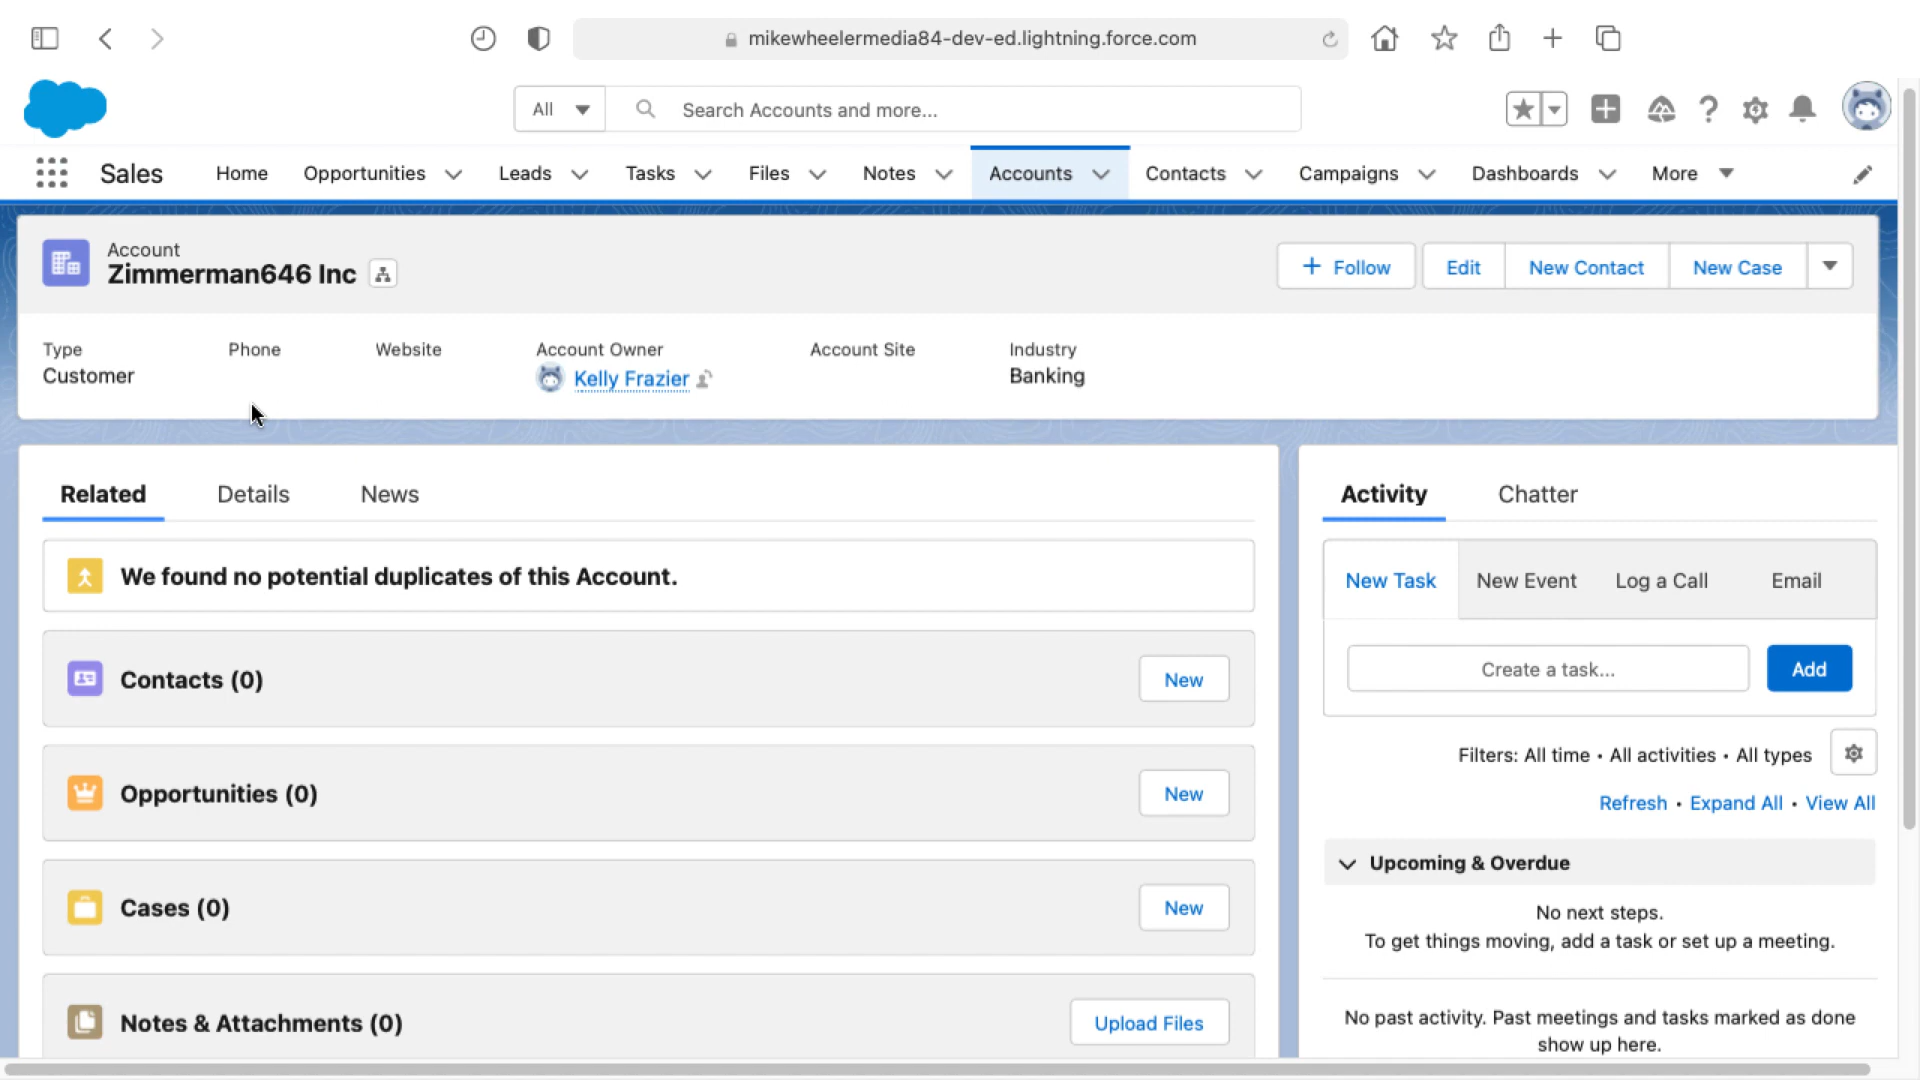 mikewheelermedia84-dev-ed.lightning.force.com
All
Search Accounts and more...
Sales
Home
Opportunities
Leads
Tasks
Files
Notes
Accounts
Contacts
Campaigns
Dashboards
More
Account
Zimmerman646 Inc
+ Follow
Edit
New Contact
New Case
Type
Phone
Website
Account Owner
Account Site
Industry
Customer
Kelly Frazier
Banking
Related
Details
News
We found no potential duplicates of this Account.
Contacts (0)
New
Opportunities (0)
New
Cases (0)
New
Notes & Attachments (0)
Upload Files
Activity
Chatter
New Task
New Event
Log a Call
Email
Create a task...
Add
Filters: All time • All activities • All types
Refresh • Expand All • View All
Upcoming & Overdue
No next steps.
To get things moving, add a task or set up a meeting.
No past activity. Past meetings and tasks marked as done
show up here.